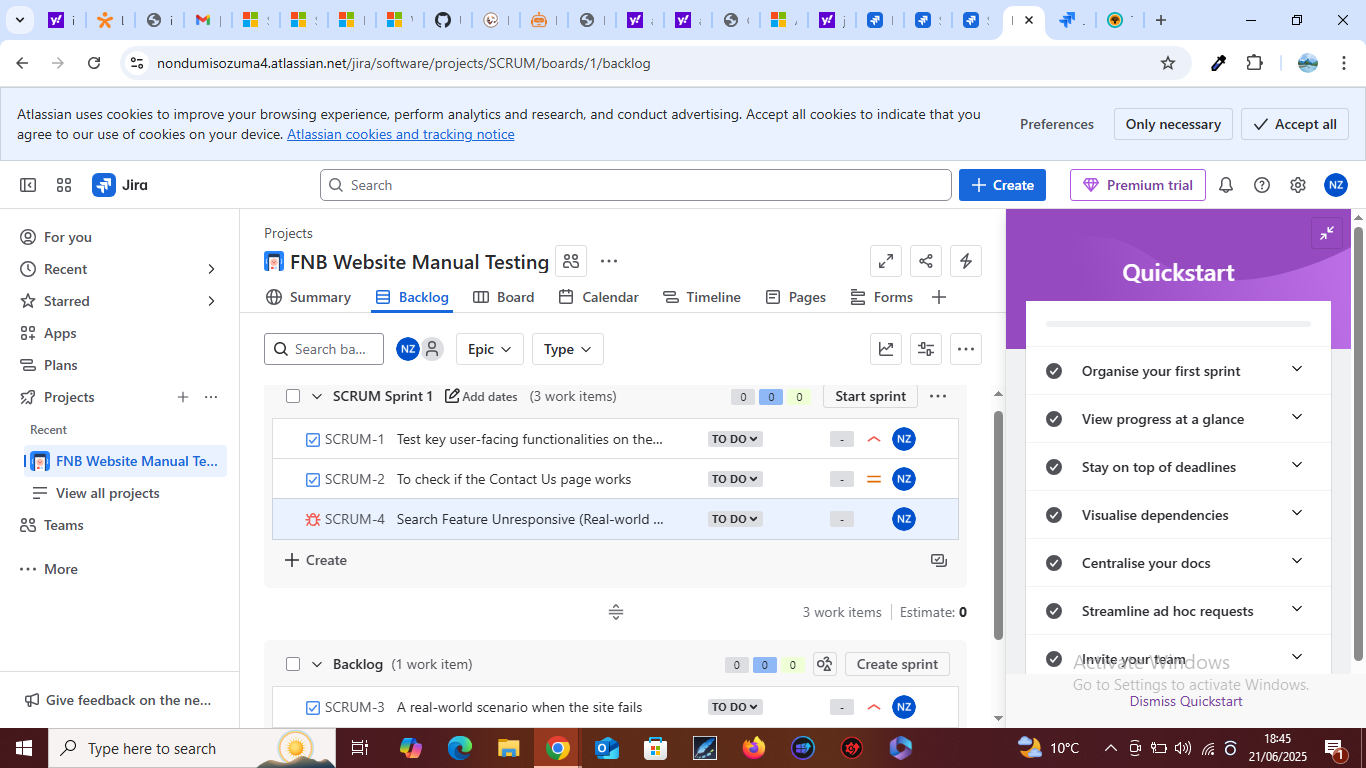 nondumisozuma4.atlassian.net/jira/software/projects/SCRUM/boards/1/backlog
Atlassian uses cookies to improve your browsing experience, perform analytics and research, and conduct advertising. Accept all cookies to indicate that you
agree to our use of cookies on your device. Atlassian cookies and tracking notice
Preferences
Only necessary
Accept all
Jira
Search
Create
Premium trial
NZ
For you
Recent
Starred
Apps
Plans
Projects
Recent
FNB Website Manual Te...
View all projects
Teams
More
Give feedback on the ne...
Projects
FNB Website Manual Testing
Summary
Backlog
Board
Calendar
Timeline
Pages
Forms
Search ba...
NZ
Epic
Type
SCRUM Sprint 1 Add dates (3 work items) 0 0 0 Start sprint
SCRUM-1 Test key user-facing functionalities on the... TO DO - NZ
SCRUM-2 To check if the Contact Us page works TO DO - NZ
SCRUM-4 Search Feature Unresponsive (Real-world ... TO DO - NZ
Create
3 work items Estimate: 0
Backlog (1 work item) 0 0 0 Create sprint
SCRUM-3 A real-world scenario when the site fails TO DO - NZ
Quickstart
Organise your first sprint
View progress at a glance
Stay on top of deadlines
Visualise dependencies
Centralise your docs
Streamline ad hoc requests
Invite your team
Dismiss Quickstart
Activate Windows
Go to Settings to activate Windows.
Type here to search
10°C
18:45
21/06/2025
1